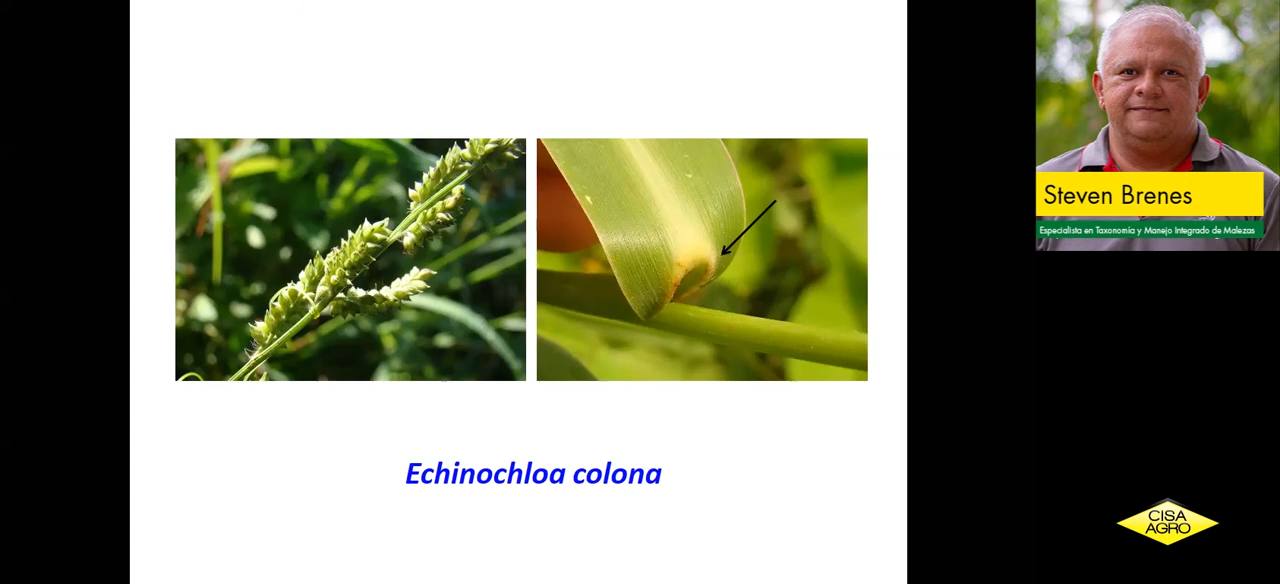 Steven Brenes
Especialista en Taxonomía y Manejo Integrado de Malezas
Echinochloa colona
CISA
AGRO